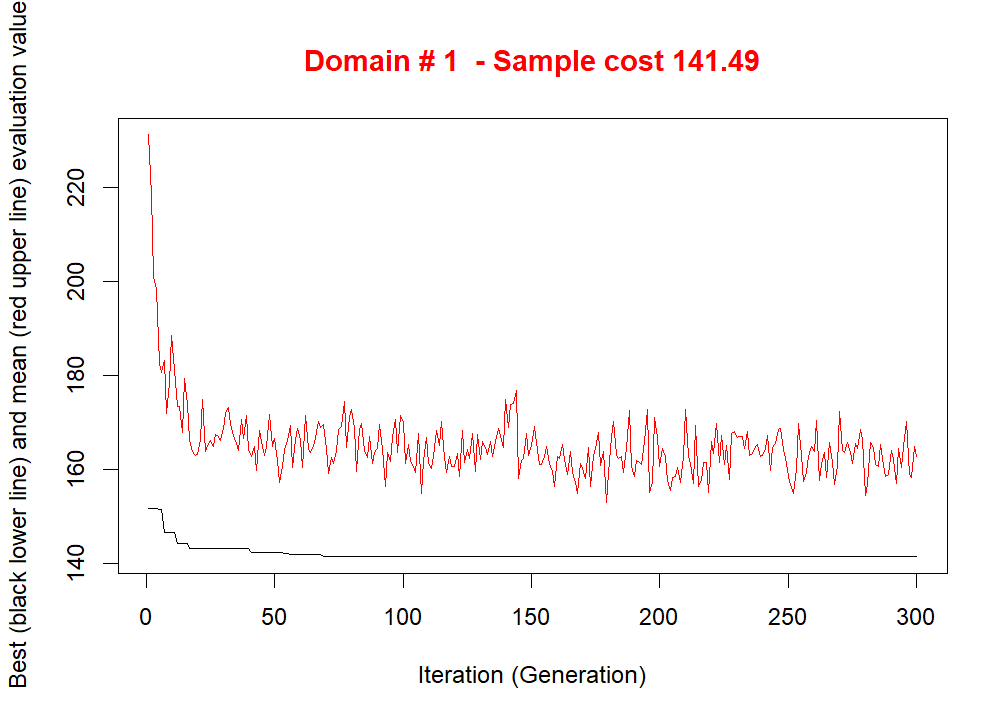 Domain # 1  - Sample cost 141.49
Best (black lower line) and mean (red upper line) evaluation value
220
200
180
160
140
0 50 100 150 200 250 300
Iteration (Generation)